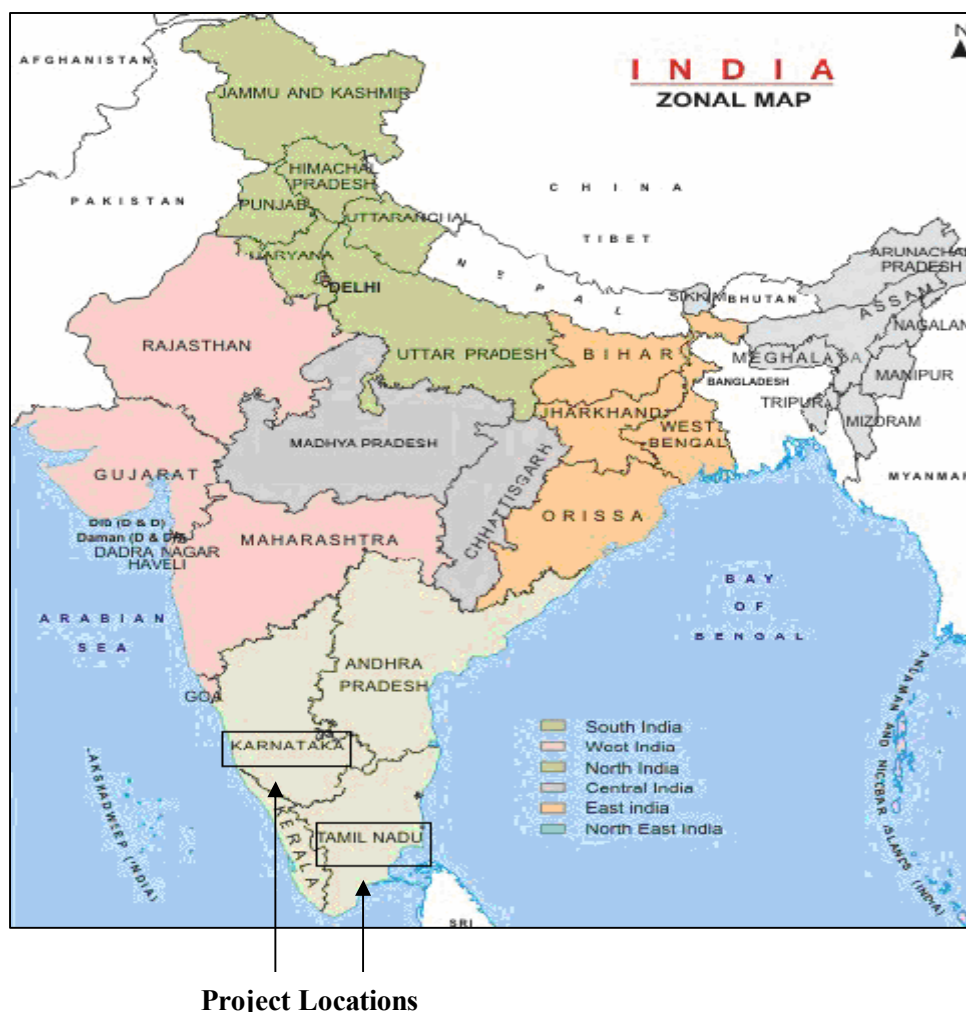 N
AFGHANISTAN
I N D I A
ZONAL MAP
JAMMU AND KASHMIR
HIMACHAL
PRADESH
C H I N A
PAKISTAN
PUNJAB
UTTARANCHAL
TIBET
ARUNACHAL
PRADESH
HARYANA
DELHI
N E P A L
SIKKIM
BHUTAN
ASSAM
NAGALAN
RAJASTHAN
UTTAR PRADESH
BIHAR
MEGHALAYA
MANIPUR
BANGLADESH
TRIPURA
MIZORAM
JHARKHAND
WEST
BENGAL
MADHYA PRADESH
GUJARAT
CHHATTISGARH
MYANMAR
ORISSA
DIO (D & D)
Daman (D & D)
DADRA NAGAR
HAVELI
MAHARASHTRA
ARABIAN
SEA
BAY
OF
BENGAL
ANDHRA
PRADESH
GOA
ANDAMAN AND NICOBAR ISLANDS (INDIA)
KARNATAKA
South India
West India
North India
Central India
East india
North East India
LAKSHADWEEP (INDIA)
KERALA
TAMIL NADU
SRI
Project Locations